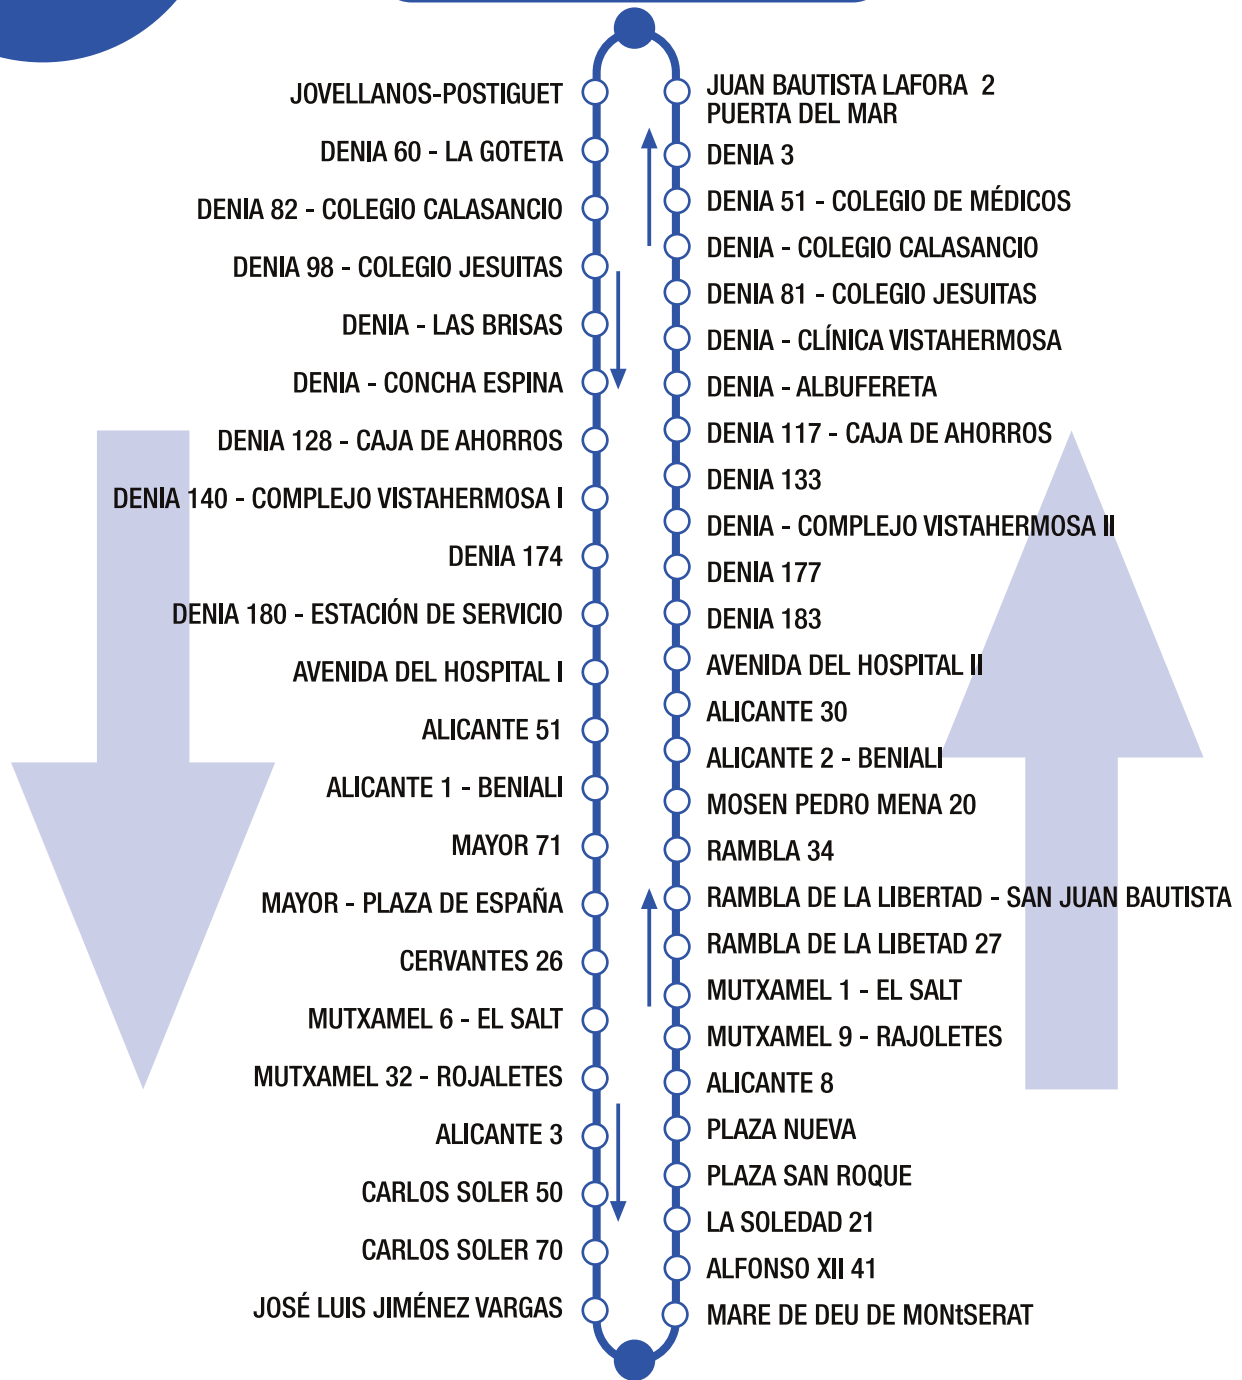 JOVELLANOS-POSTIGUET
DENIA 60 - LA GOTETA
DENIA 82 - COLEGIO CALASANCIO
DENIA 98 - COLEGIO JESUITAS
DENIA - LAS BRISAS
DENIA - CONCHA ESPINA
DENIA 128 - CAJA DE AHORROS
DENIA 140 - COMPLEJO VISTAHERMOSA I
DENIA 174
DENIA 180 - ESTACIÓN DE SERVICIO
AVENIDA DEL HOSPITAL I
ALICANTE 51
ALICANTE 1 - BENIALI
MAYOR 71
MAYOR - PLAZA DE ESPAÑA
CERVANTES 26
MUTXAMEL 6 - EL SALT
MUTXAMEL 32 - ROJALETES
ALICANTE 3
CARLOS SOLER 50
CARLOS SOLER 70
JOSÉ LUIS JIMÉNEZ VARGAS
JUAN BAUTISTA LAFORA 2
PUERTA DEL MAR
DENIA 3
DENIA 51 - COLEGIO DE MÉDICOS
DENIA - COLEGIO CALASANCIO
DENIA 81 - COLEGIO JESUITAS
DENIA - CLÍNICA VISTAHERMOSA
DENIA - ALBUFERETA
DENIA 117 - CAJA DE AHORROS
DENIA 133
DENIA - COMPLEJO VISTAHERMOSA II
DENIA 177
DENIA 183
AVENIDA DEL HOSPITAL II
ALICANTE 30
ALICANTE 2 - BENIALI
MOSEN PEDRO MENA 20
RAMBLA 34
RAMBLA DE LA LIBERTAD - SAN JUAN BAUTISTA
RAMBLA DE LA LIBETAD 27
MUTXAMEL 1 - EL SALT
MUTXAMEL 9 - RAJOLETES
ALICANTE 8
PLAZA NUEVA
PLAZA SAN ROQUE
LA SOLEDAD 21
ALFONSO XII 41
MARE DE DEU DE MONtSERAT